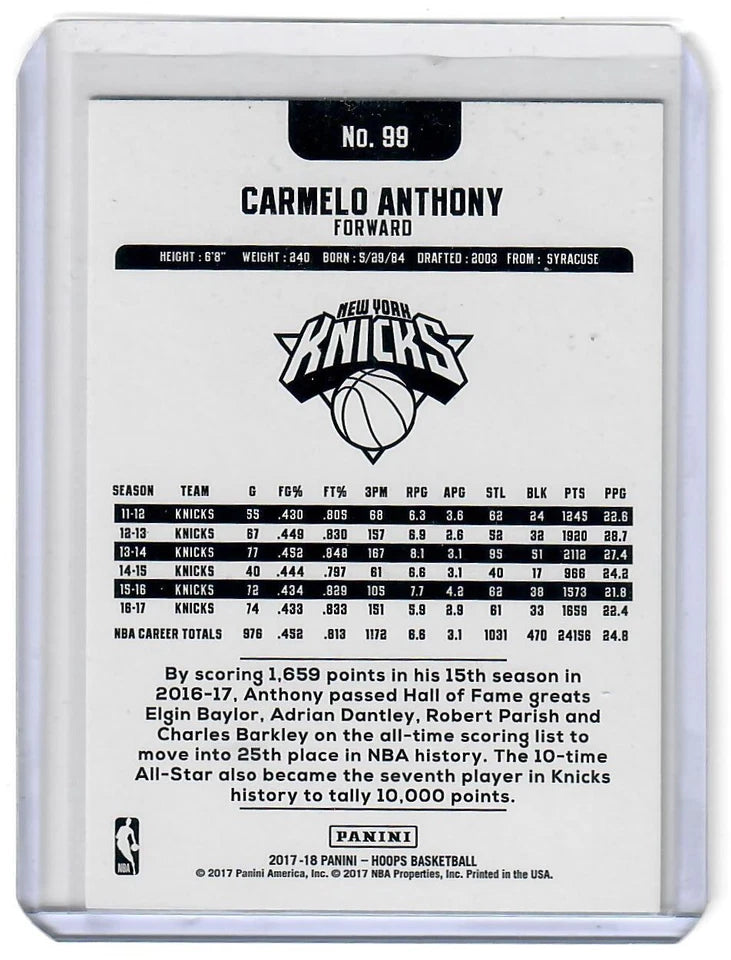 No. 99
CARMELO ANTHONY
FORWARD
HEIGHT : 6'8" WEIGHT : 240 BORN : 5/29/84 DRAFTED : 2003 FROM : SYRACUSE
NEW YORK
KNICKS
SEASON TEAM G FG% FT% 3PM RPG APG STL BLK PTS PPG
11-12 KNICKS 55 .430 .805 68 6.3 3.6 62 24 1245 22.6
12-13 KNICKS 67 .449 .830 157 6.9 2.6 52 32 1920 28.7
13-14 KNICKS 77 .452 .848 167 8.1 3.1 95 51 2112 27.4
14-15 KNICKS 40 .444 .797 61 6.6 3.1 40 17 966 24.2
15-16 KNICKS 72 .434 .829 105 7.7 4.2 62 38 1573 21.8
16-17 KNICKS 74 .433 .833 151 5.9 2.9 61 33 1659 22.4
NBA CAREER TOTALS 976 .452 .813 1172 6.6 3.1 1031 470 24156 24.8
By scoring 1,659 points in his 15th season in
2016-17, Anthony passed Hall of Fame greats
Elgin Baylor, Adrian Dantley, Robert Parish and
Charles Barkley on the all-time scoring list to
move into 25th place in NBA history. The 10-time
All-Star also became the seventh player in Knicks
history to tally 10,000 points.
PANINI
NBA
2017-18 PANINI – HOOPS BASKETBALL
© 2017 Panini America, Inc. © 2017 NBA Properties, Inc. Printed in the USA.